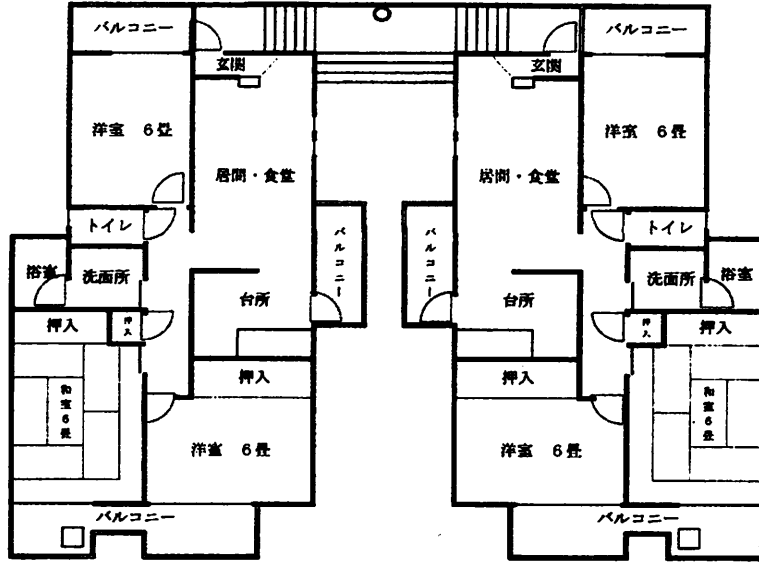 バルコニー
バルコニー
玄関
玄関
洋室 6畳
洋室 6畳
居間・食堂
居間・食堂
トイレ
トイレ
バルコニー
バルコニー
浴室
洗面所
洗面所
浴室
台所
台所
押入
押入
押入
押入
押入
押入
和室6畳
和室6畳
洋室 6畳
洋室 6畳
バルコニー
バルコニー